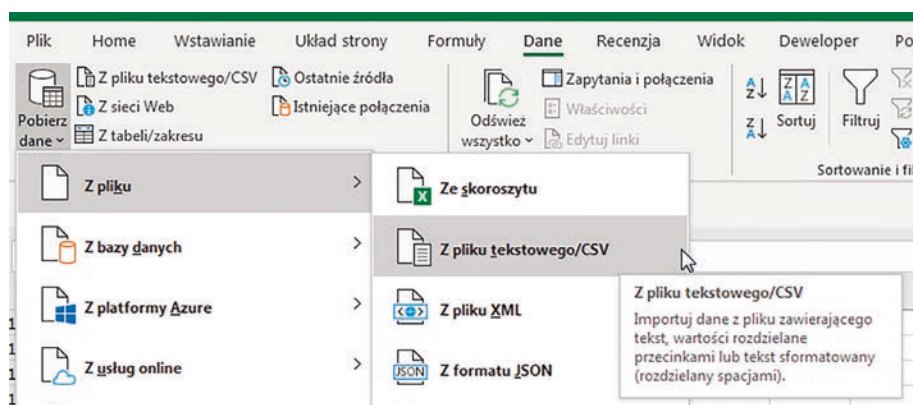 Plik Home Wstawianie Układ strony Formuły Dane Recenzja Widok Deweloper Po
Z pliku tekstowego/CSV Ostatnie źródła Zapytania i połączenia
Z sieci Web Istniejące połączenia Właściwości
Pobierz dane Z tabeli/zakresu Odśwież wszystko Edytuj linki Sortuj Filtruj
Sortowanie i fil
Z pliku
Z bazy danych
Z platformy Azure
Z usług online
Ze skoroszytu
Z pliku tekstowego/CSV
Z pliku XML
JSON Z formatu JSON
Z pliku tekstowego/CSV
Importuj dane z pliku zawierającego
tekst, wartości rozdzielane
przecinkami lub tekst sformatowany
(rozdzielany spacjami).